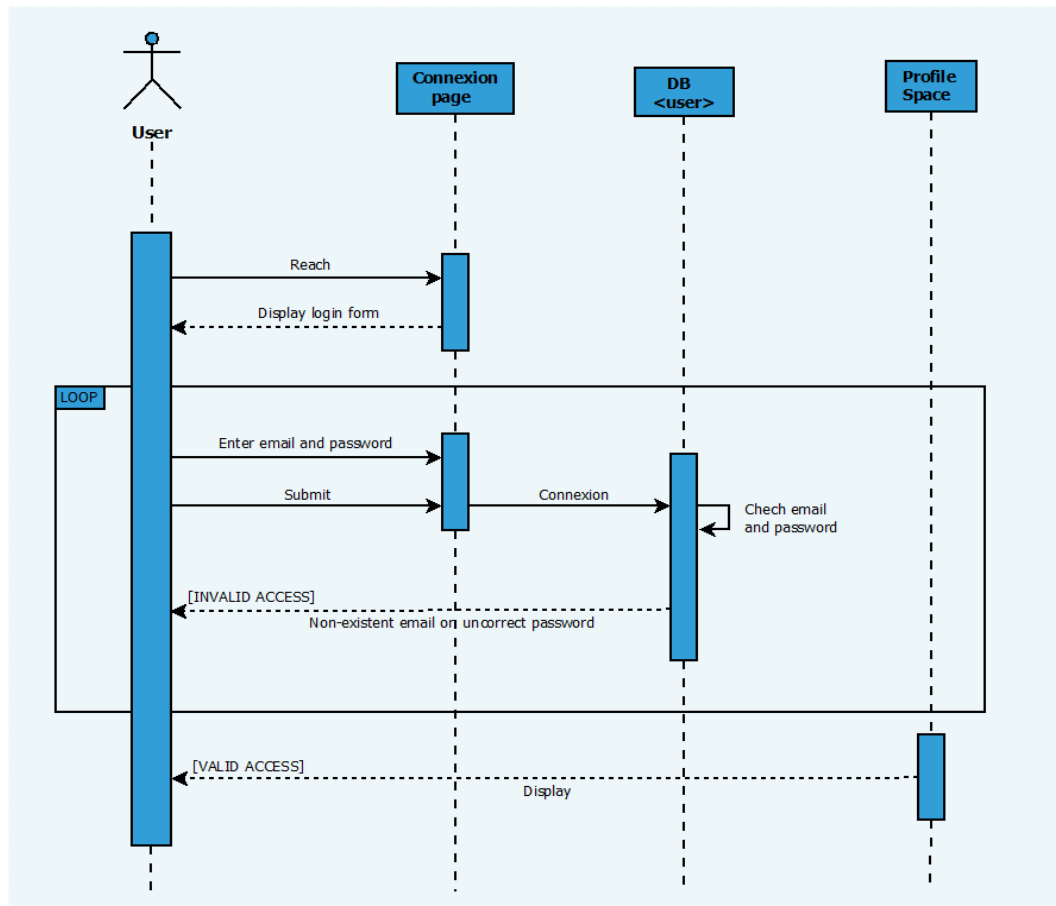 Connexion
page
DB
<user>
Profile
Space
User
Reach
Display login form
LOOP
Enter email and password
Submit
Connexion
Chech email
and password
[INVALID ACCESS]
Non-existent email on uncorrect password
[VALID ACCESS]
Display